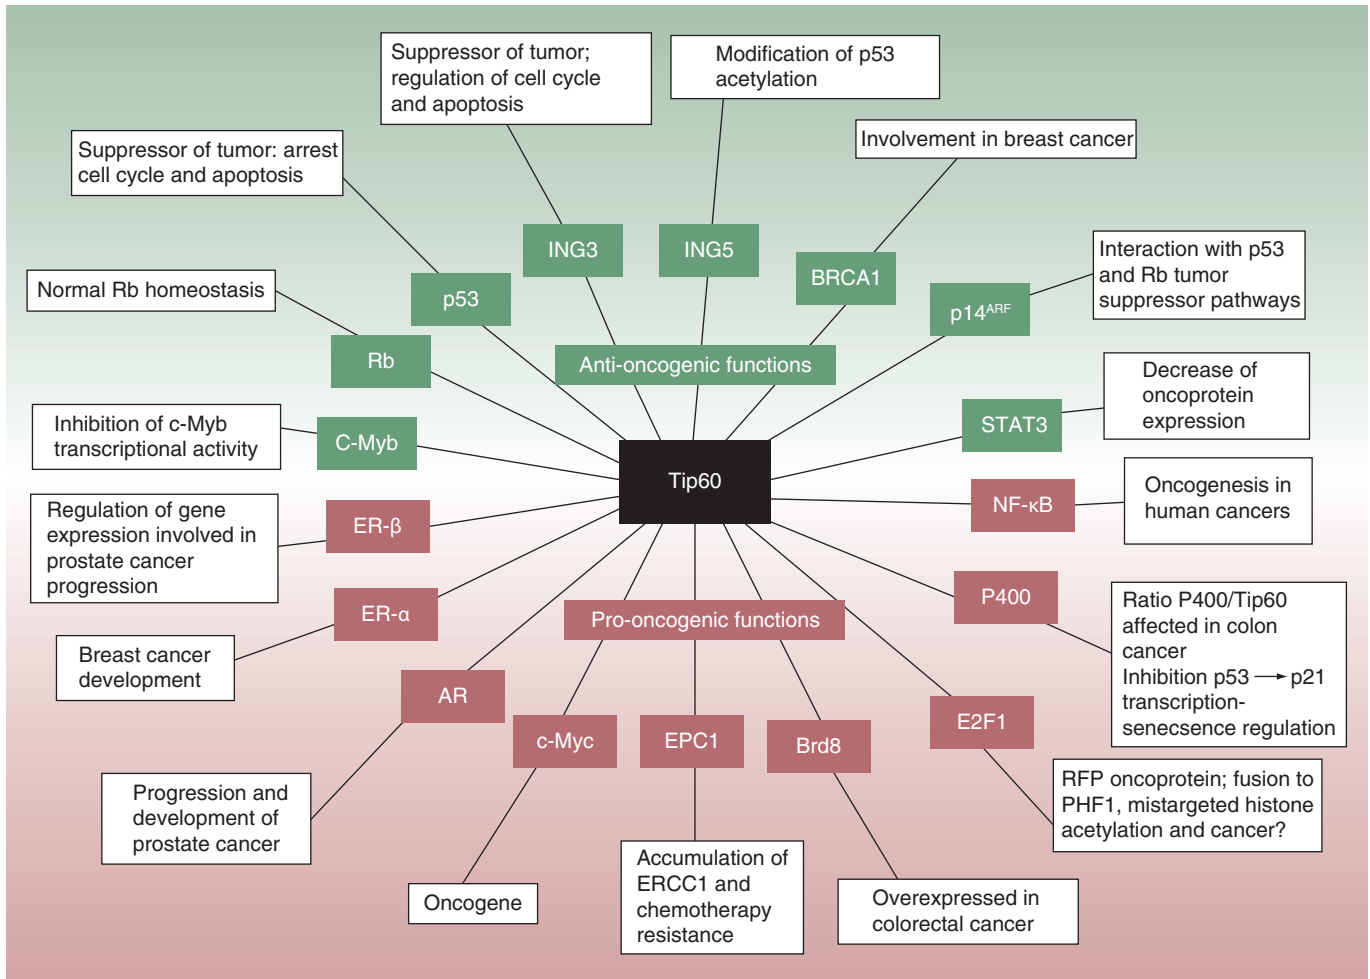 Suppressor of tumor;
regulation of cell cycle
and apoptosis
Modification of p53
acetylation
Suppressor of tumor: arrest
cell cycle and apoptosis
Involvement in breast cancer
ING3
ING5
BRCA1
Interaction with p53
and Rb tumor
suppressor pathways
Normal Rb homeostasis
p53
p14ARF
Rb
Anti-oncogenic functions
Decrease of
oncoprotein
expression
Inhibition of c-Myb
transcriptional activity
C-Myb
STAT3
Tip60
Regulation of gene
expression involved in
prostate cancer
progression
ER-β
NF-κB
Oncogenesis in
human cancers
ER-α
Pro-oncogenic functions
P400
Ratio P400/Tip60
affected in colon
cancer
Inhibition p53 → p21
transcription-
senecsence regulation
Breast cancer
development
AR
c-Myc
EPC1
Brd8
E2F1
Progression and
development of
prostate cancer
RFP oncoprotein; fusion to
PHF1, mistargeted histone
acetylation and cancer?
Oncogene
Accumulation of
ERCC1 and
chemotherapy
resistance
Overexpressed in
colorectal cancer